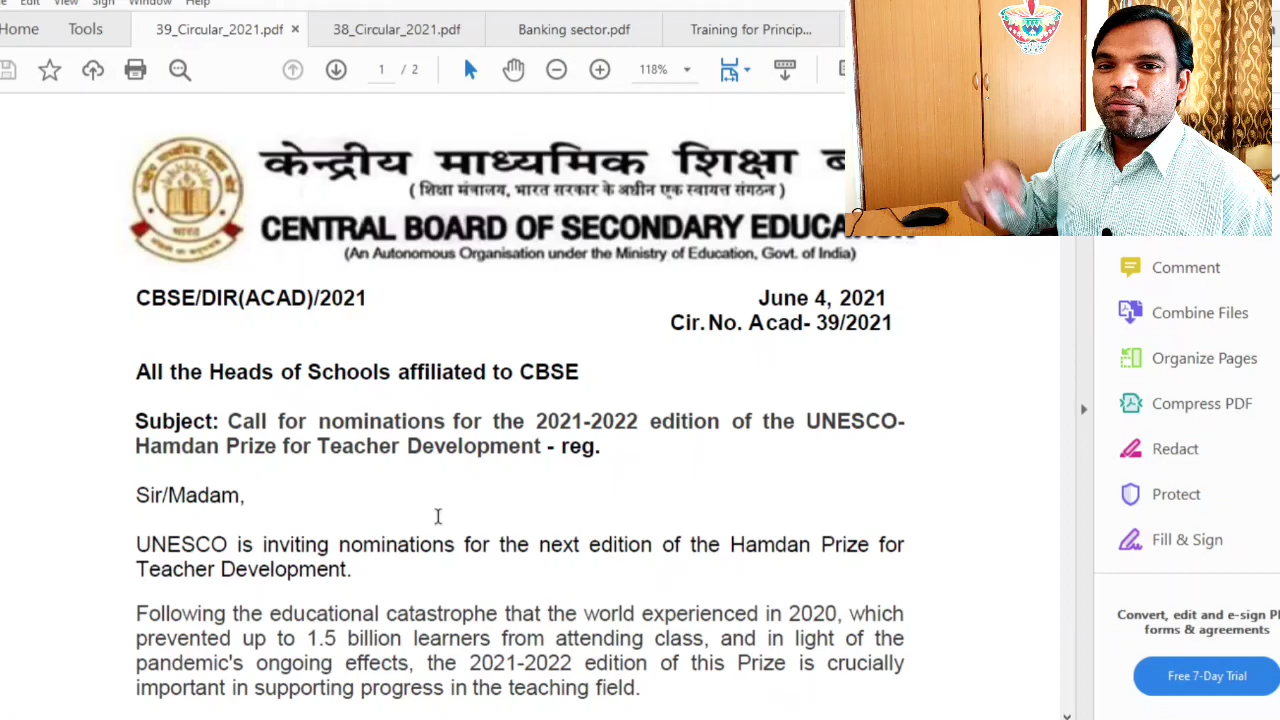 Edit View Sign Window Help
Home Tools 39_Circular_2021.pdf × 38_Circular_2021.pdf Banking sector.pdf Training for Princip...
1 / 2 118%
केन्द्रीय माध्यमिक शिक्षा
(शिक्षा मंत्रालय, भारत सरकार के अधीन एक स्वायत्त संगठन)
CENTRAL BOARD OF SECONDARY EDUCA
(An Autonomous Organisation under the Ministry of Education, Govt. of India)
भारत
CBSE/DIR(ACAD)/2021 June 4, 2021
Cir.No. Acad- 39/2021
All the Heads of Schools affiliated to CBSE
Subject: Call for nominations for the 2021-2022 edition of the UNESCO-
Hamdan Prize for Teacher Development - reg.
Sir/Madam,
UNESCO is inviting nominations for the next edition of the Hamdan Prize for
Teacher Development.
Following the educational catastrophe that the world experienced in 2020, which
prevented up to 1.5 billion learners from attending class, and in light of the
pandemic's ongoing effects, the 2021-2022 edition of this Prize is crucially
important in supporting progress in the teaching field.
Comment
Combine Files
Organize Pages
Compress PDF
Redact
Protect
Fill & Sign
Convert, edit and e-sign
forms & agreements
Free 7-Day Trial